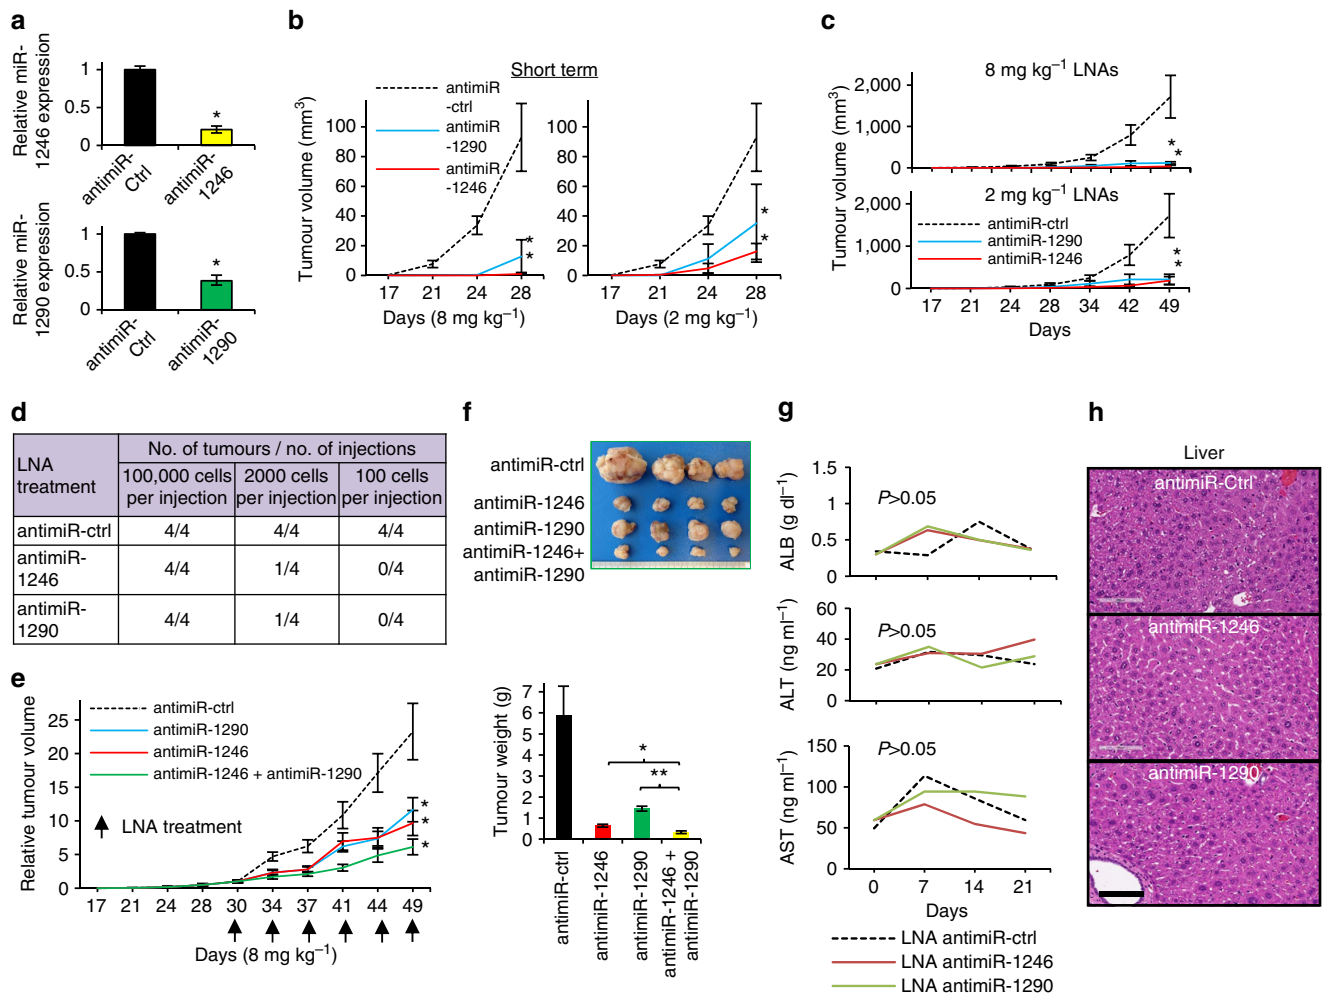 a
Relative miR-
1246 expression
1
0.5
0
*
antimiR-
Ctrl
antimiR-
1246
Relative miR-
1290 expression
1
0.5
0
*
antimiR-
Ctrl
antimiR-
1290
b
Short term
Tumour volume (mm³)
100
80
60
40
20
0
antimiR
-ctrl
antimiR
-1290
antimiR
-1246
*
*
17 21 24 28
Days (8 mg kg⁻¹)
100
80
60
40
20
0
*
*
17 21 24 28
Days (2 mg kg⁻¹)
c
8 mg kg⁻¹ LNAs
Tumour volume (mm³)
2,000
1,000
0
*
*
2 mg kg⁻¹ LNAs
2,000
1,000
0
antimiR-ctrl
antimiR-1290
antimiR-1246
*
*
17 21 24 28 34 42 49
Days
d
LNA treatment
No. of tumours / no. of injections
100,000 cells per injection
2000 cells per injection
100 cells per injection
antimiR-ctrl 4/4 4/4 4/4
antimiR-1246 4/4 1/4 0/4
antimiR-1290 4/4 1/4 0/4
e
Relative tumour volume
25
20
15
10
5
0
antimiR-ctrl
antimiR-1290
antimiR-1246
antimiR-1246 + antimiR-1290
LNA treatment
*
*
*
17 21 24 28 30 34 37 41 44 49
Days (8 mg kg⁻¹)
f
antimiR-ctrl
antimiR-1246
antimiR-1290
antimiR-1246+
antimiR-1290
Tumour weight (g)
7
6
5
4
3
2
1
0
*
**
antimiR-ctrl
antimiR-1246
antimiR-1290
antimiR-1246 +
antimiR-1290
g
ALB (g dl⁻¹)
1.5
1.0
0.5
0
P>0.05
ALT (ng ml⁻¹)
60
40
20
0
P>0.05
AST (ng ml⁻¹)
150
100
50
0
P>0.05
0 7 14 21
Days
LNA antimiR-ctrl
LNA antimiR-1246
LNA antimiR-1290
h
Liver
antimiR-Ctrl
antimiR-1246
antimiR-1290